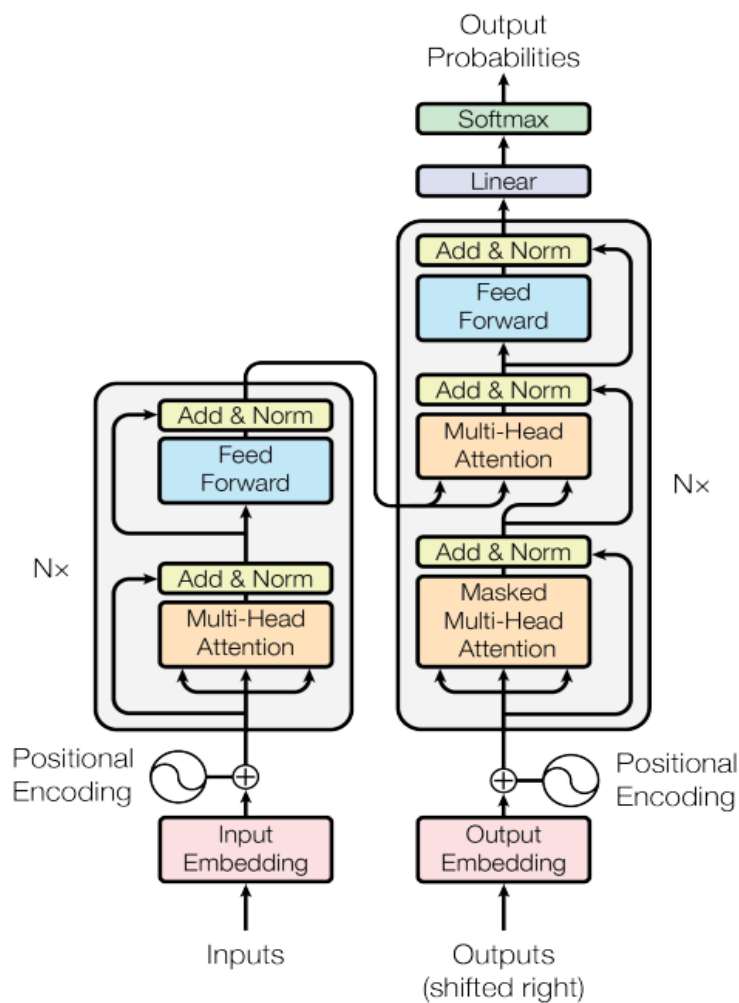 Output
Probabilities
Softmax
Linear
Add & Norm
Feed
Forward
Add & Norm
Multi-Head
Attention
Add & Norm
Masked
Multi-Head
Attention
N×
Add & Norm
Feed
Forward
Add & Norm
Multi-Head
Attention
N×
Positional
Encoding
Positional
Encoding
Input
Embedding
Output
Embedding
Inputs
Outputs
(shifted right)